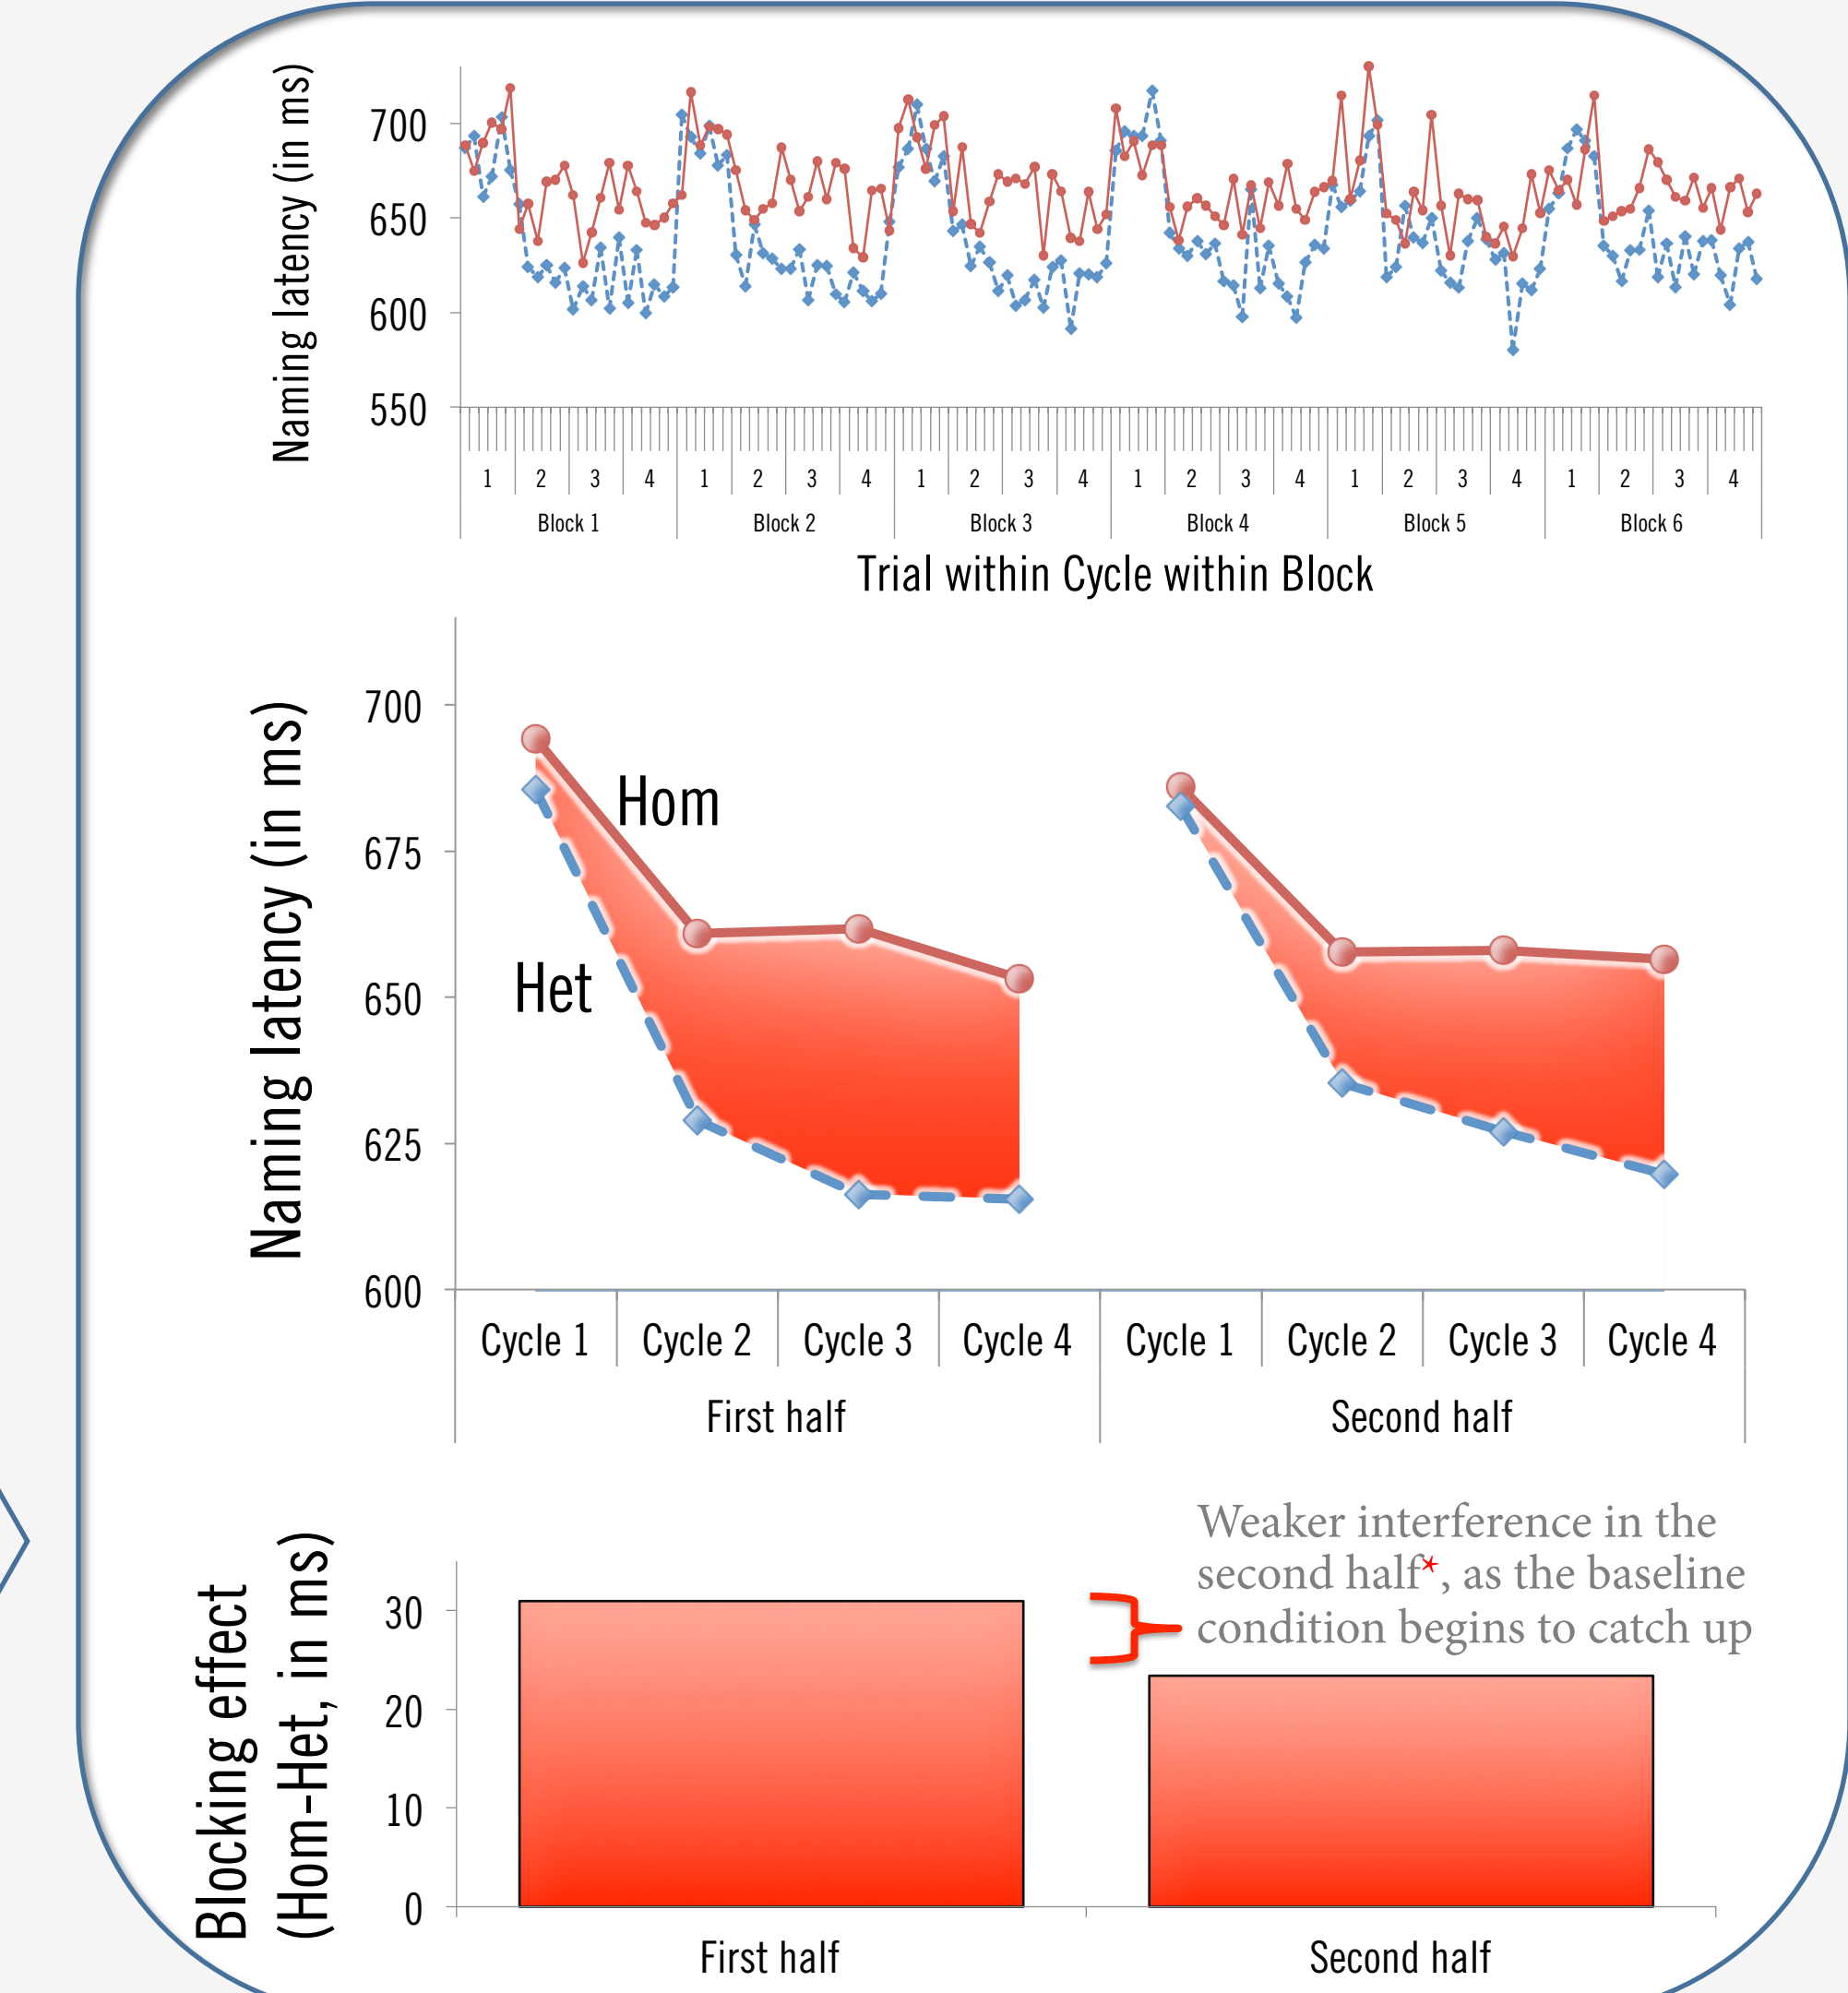 Naming latency (in ms)
700
650
600
550
1 2 3 4 1 2 3 4 1 2 3 4 1 2 3 4 1 2 3 4 1 2 3 4
Block 1 Block 2 Block 3 Block 4 Block 5 Block 6
Trial within Cycle within Block
Naming latency (in ms)
700
675
650
625
600
Hom
Het
Cycle 1 Cycle 2 Cycle 3 Cycle 4 Cycle 1 Cycle 2 Cycle 3 Cycle 4
First half Second half
Blocking effect
(Hom-Het, in ms)
30
20
10
0
Weaker interference in the
second half*, as the baseline
condition begins to catch up
First half Second half